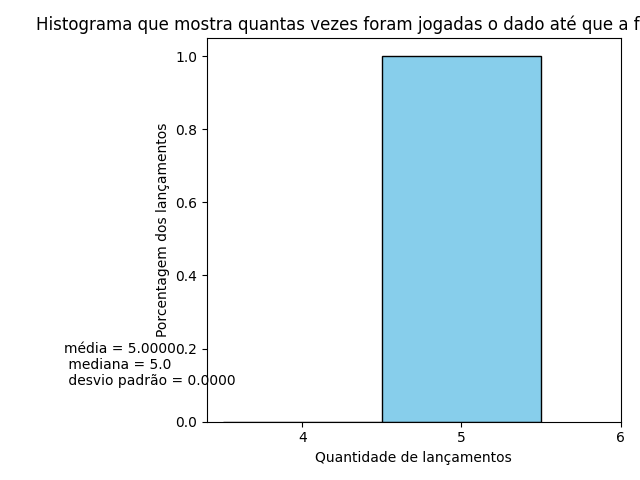 Histograma que mostra quantas vezes foram jogadas o dado até que a f
1.0
0.8
0.6
0.4
0.2
0.0
Porcentagem dos lançamentos
média = 5.0000
mediana = 5.0
desvio padrão = 0.0000
4 5 6
Quantidade de lançamentos